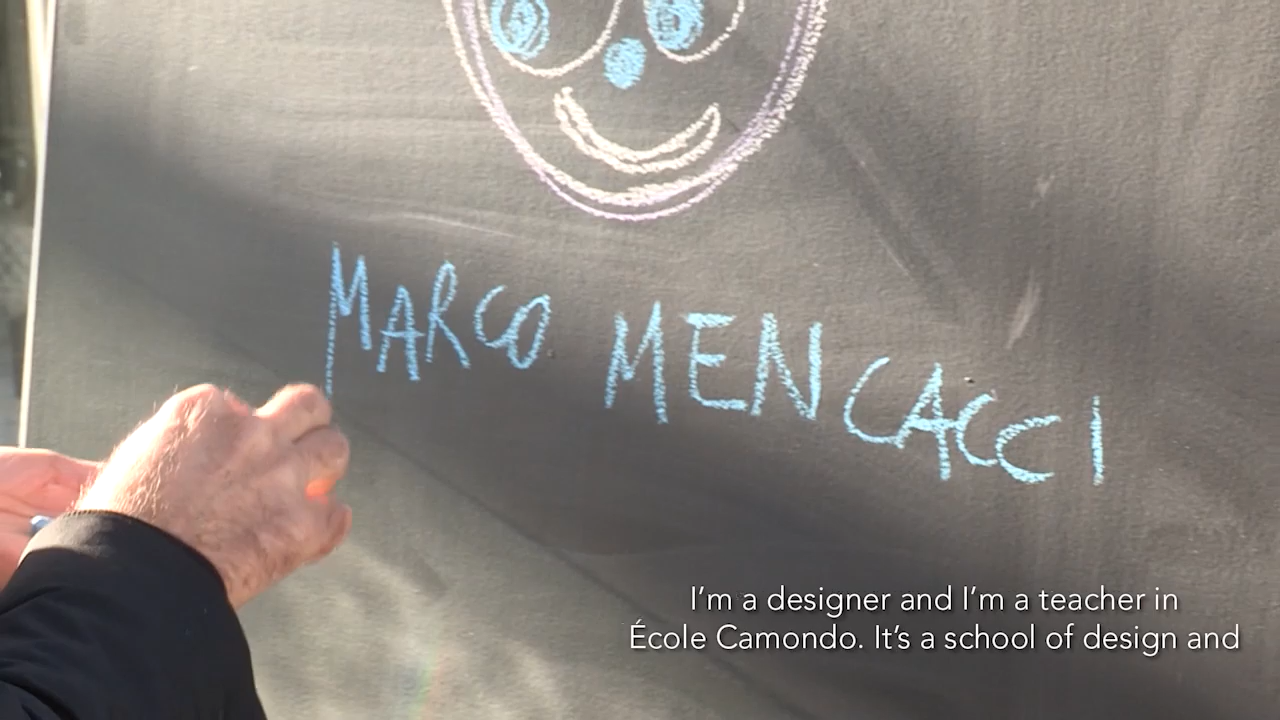 MARCO MENCACCI
I'm a designer and I'm a teacher in
École Camondo. It's a school of design and